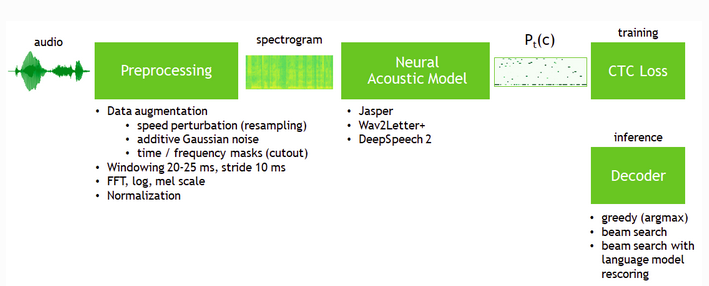 audio
Preprocessing
spectrogram
Neural
Acoustic Model
Pt(c)
training
CTC Loss
• Data augmentation
• speed perturbation (resampling)
• additive Gaussian noise
• time / frequency masks (cutout)
• Windowing 20-25 ms, stride 10 ms
• FFT, log, mel scale
• Normalization
• Jasper
• Wav2Letter+
• DeepSpeech 2
inference
Decoder
• greedy (argmax)
• beam search
• beam search with
language model
rescoring